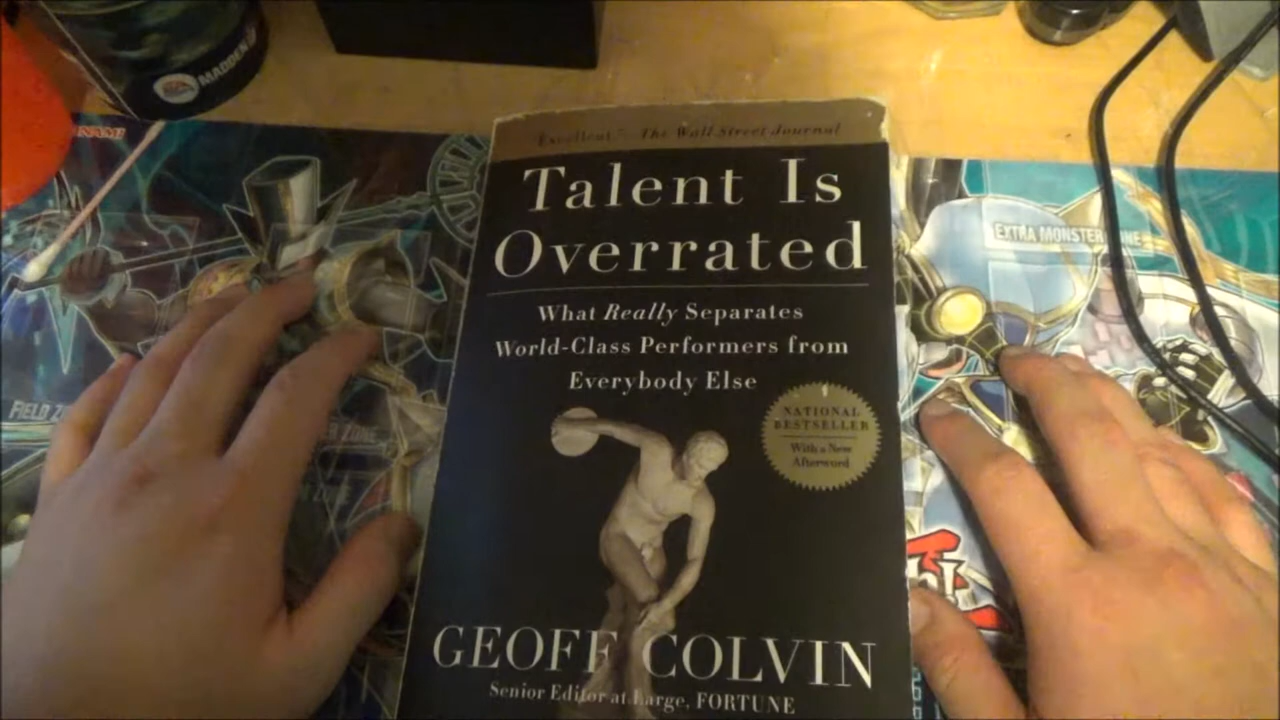 MADDEN
KONAMI
Excellent." – The Wall Street Journal
Talent Is
Overrated
What Really Separates
World-Class Performers from
Everybody Else
NATIONAL
BESTSELLER
With a New
Afterword
GEOFF COLVIN
Senior Editor at Large, FORTUNE
EXTRA MONSTER ZONE
FIELD Z
ZONE